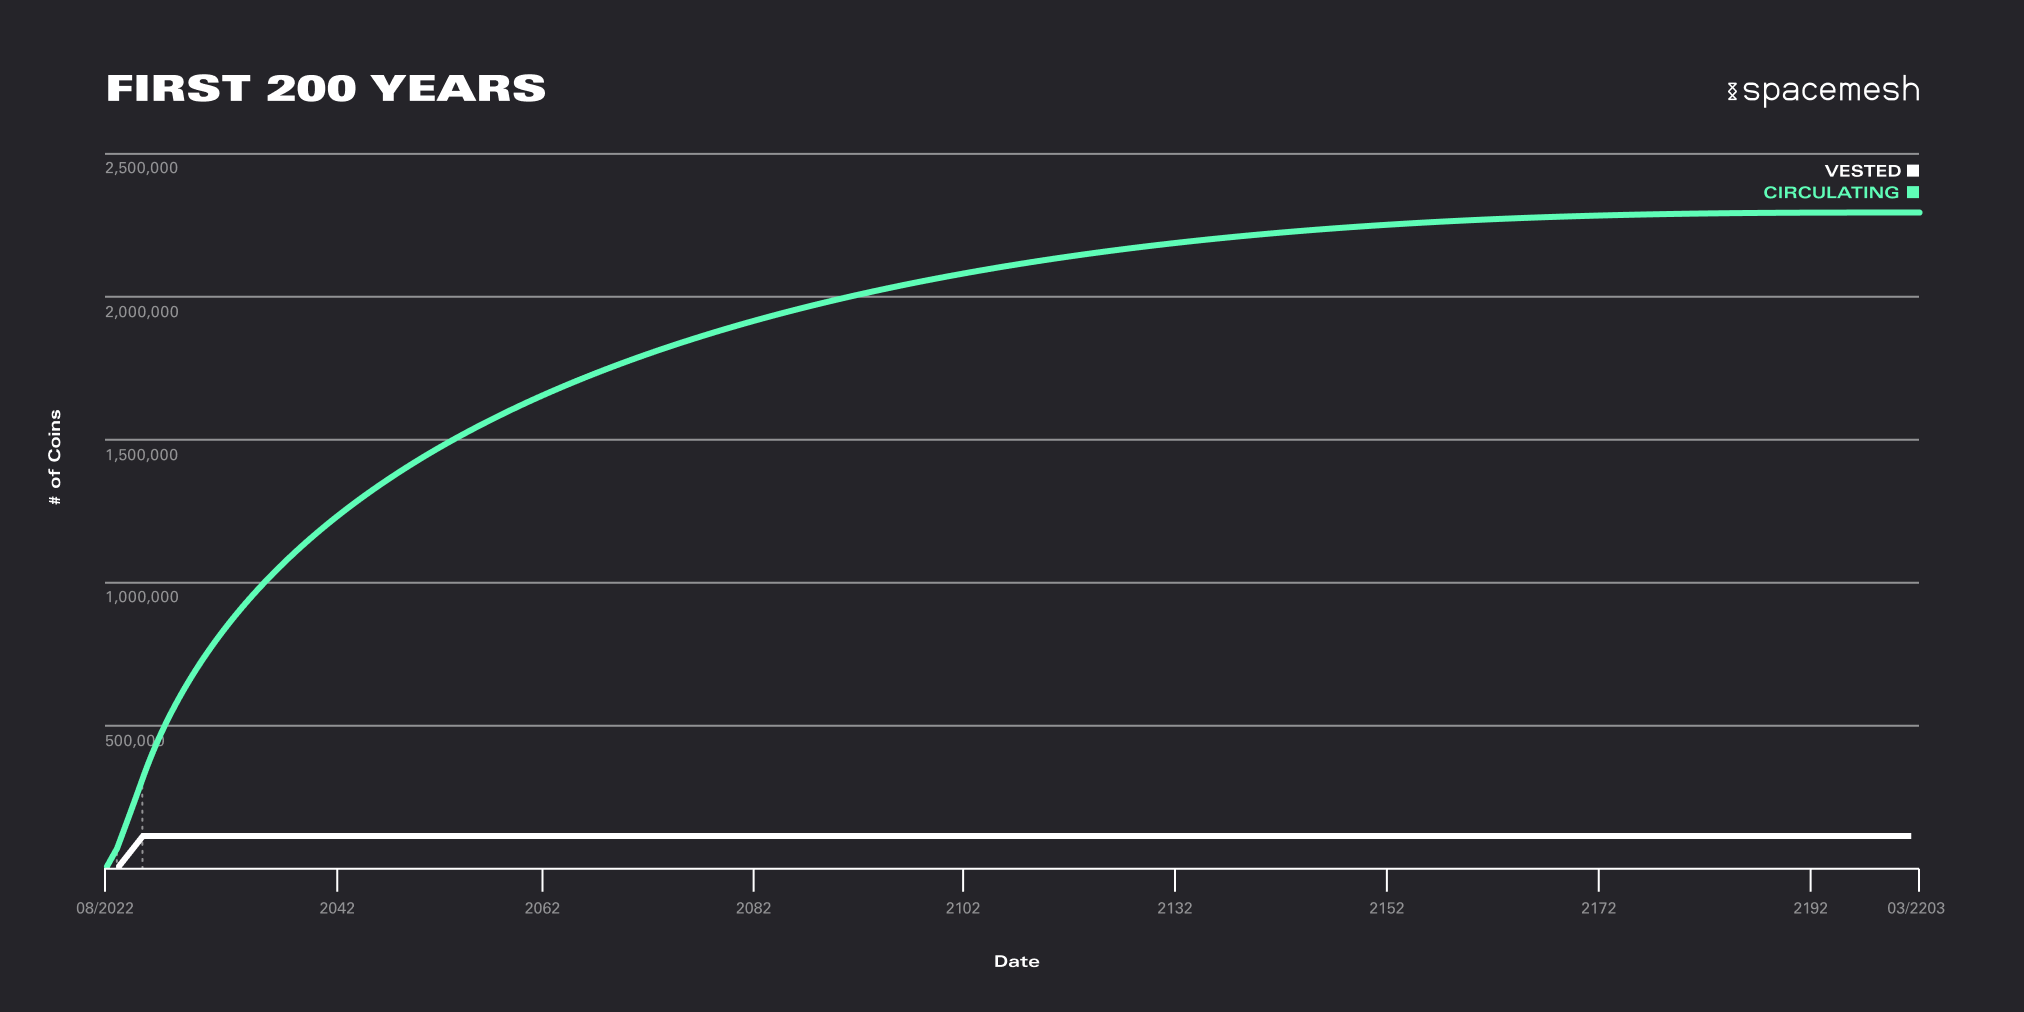 FIRST 200 YEARS
spacemesh
2,500,000
VESTED
CIRCULATING
2,000,000
# of Coins
1,500,000
1,000,000
500,000
08/2022
2042
2062
2082
2102
2132
2152
2172
2192
03/2203
Date